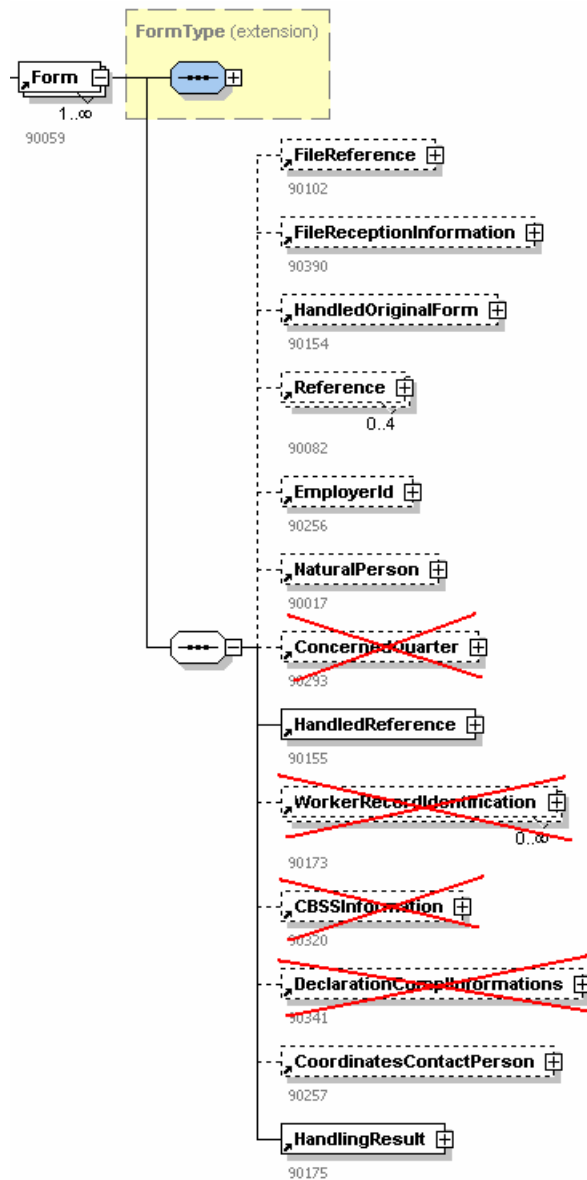 FormType (extension)
Form
1..∞
90059
FileReference
90102
FileReceptionInformation
90390
HandledOriginalForm
90154
Reference
0..4
90082
EmployerId
90256
NaturalPerson
90017
ConcernedQuarter
90293
HandledReference
90155
WorkerRecordIdentification
0..∞
90173
CBSSInformation
90320
DeclarationComplInformations
90341
CoordinatesContactPerson
90257
HandlingResult
90175